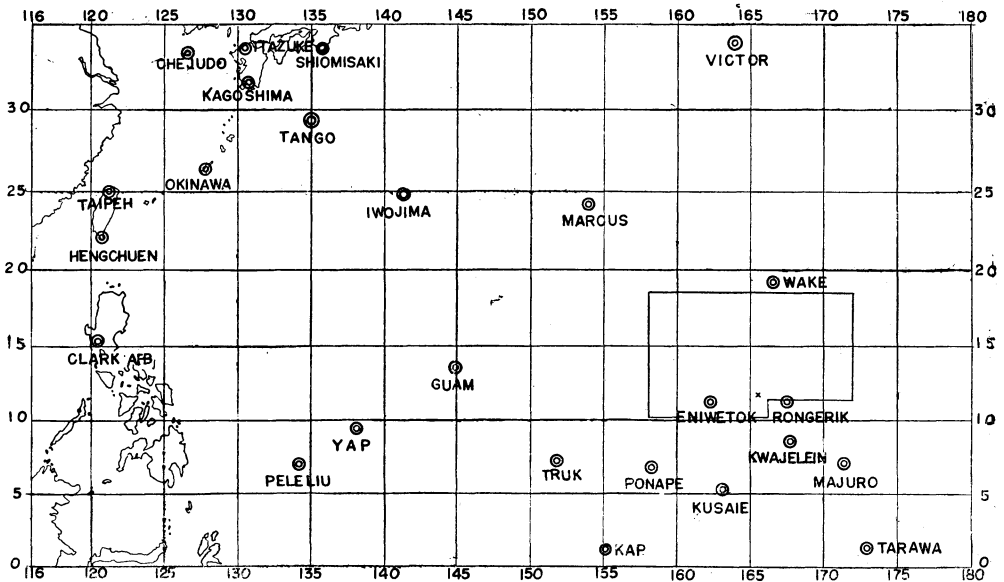 116 120 125 130 135 140 145 150 155 160 165 170 175 180
ITAZUKE
CHEJUDO SHIOMISAKI VICTOR
KAGOSHIMA
30 30
TANGO
OKINAWA
25 25
TAIPEH
IWOJIMA
MARCUS
HENGCHUEN
20 20
WAKE
15 15
CLARK AFB
GUAM
ENIWETOK RONGERIK
10 10
YAP
KWAJELEIN
PELELIU TRUK PONAPE MAJURO
5 5
KUSAIE
KAP TARAWA
0 0
116 120 125 130 135 140 145 150 155 160 165 170 175 180